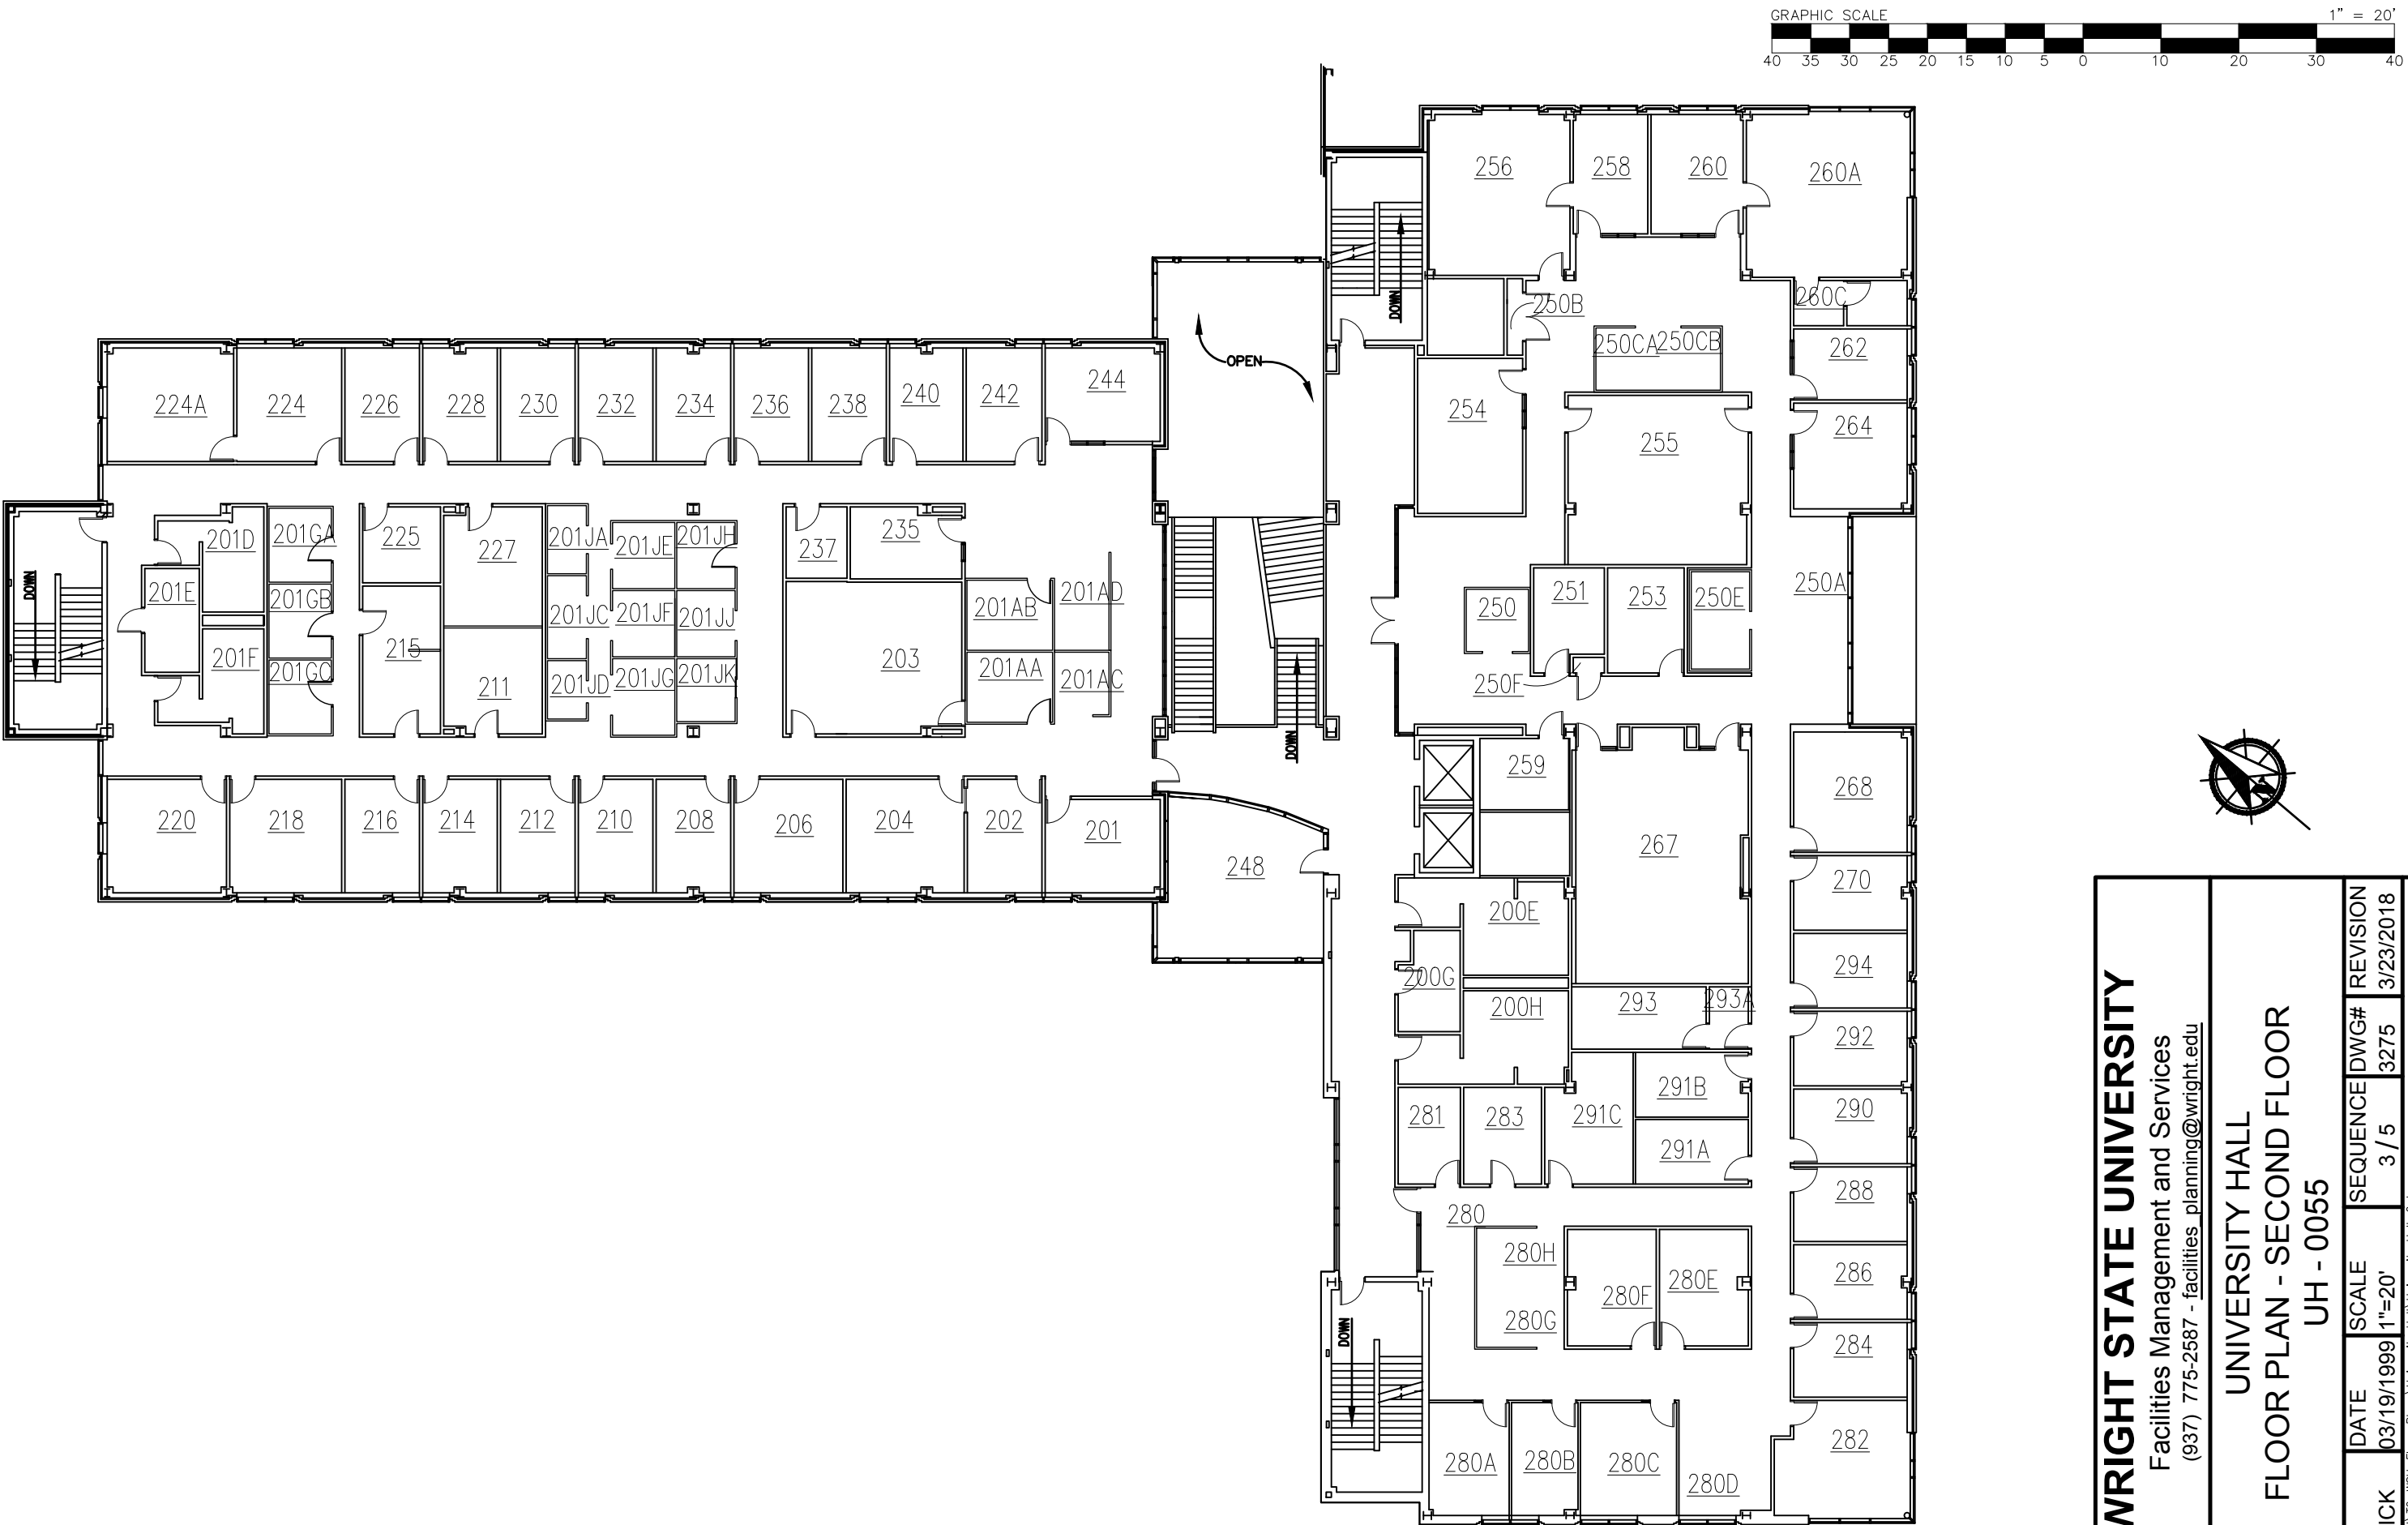 GRAPHIC SCALE 1" = 20'
40 35 30 25 20 15 10 5 0 10 20 30 40
256 258 260 260A
DOWN
250B 260C
OPEN
250CA 250CB 262
224A 224 226 228 230 232 234 236 238 240 242 244
254 255 264
201D 201GA 225 227 201JA 201JE 201JH 237 235
DOWN
201E 201GB 201JC 201JF 201JJ 201AB 201AD
250 251 253 250E 250A
201F 201GC 215 211 201JD 201JG 201JK 203 201AA 201AC
250F
DOWN
259 268
220 218 216 214 212 210 208 206 204 202 201
248 267
200E 270
200G 294
200H 293 293A
292
281 283 291C 291B 290
291A
280 288
280H 280F 280E 286
280G 284
DOWN
280A 280B 280C 280D 282
WRIGHT STATE UNIVERSITY
Facilities Management and Services
(937) 775-2587 - facilities_planning@wright.edu
UNIVERSITY HALL
FLOOR PLAN - SECOND FLOOR
UH - 0055
ICK
DATE SCALE SEQUENCE DWG# REVISION
03/19/1999 1"=20' 3 / 5 3275 3/23/2018